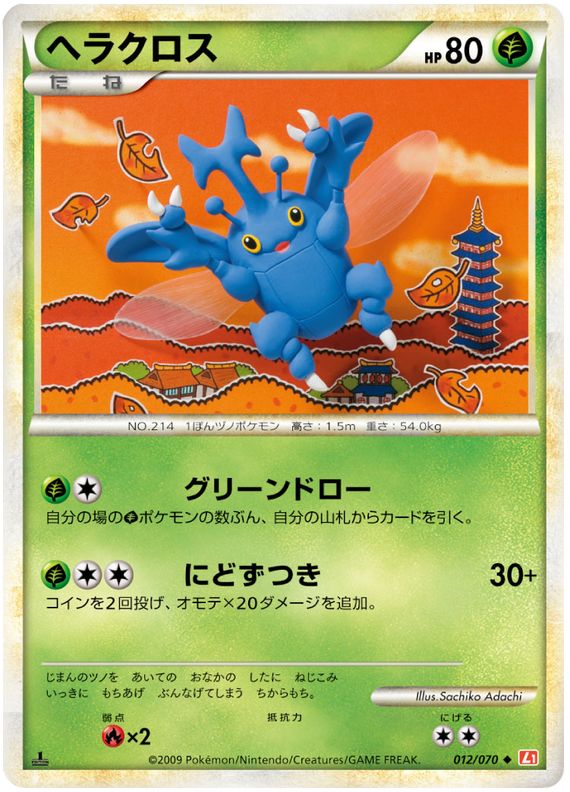 ヘラクロス HP80
たね
NO.214 1ぽんヅノポケモン 高さ:1.5m 重さ:54.0kg
グリーンドロー
自分の場のポケモンの数ぶん、自分の山札からカードを引く。
にどずつき 30+
コインを2回投げ、オモテ×20ダメージを追加。
じまんのツノを あいての おなかの したに ねじこみ
いっきに もちあげ ぶんなげてしまう ちからもち。
Illus.Sachiko Adachi
弱点 抵抗力 にげる
×2
1 EDITION ©2009 Pokémon/Nintendo/Creatures/GAME FREAK. 012/070 ◆ L1